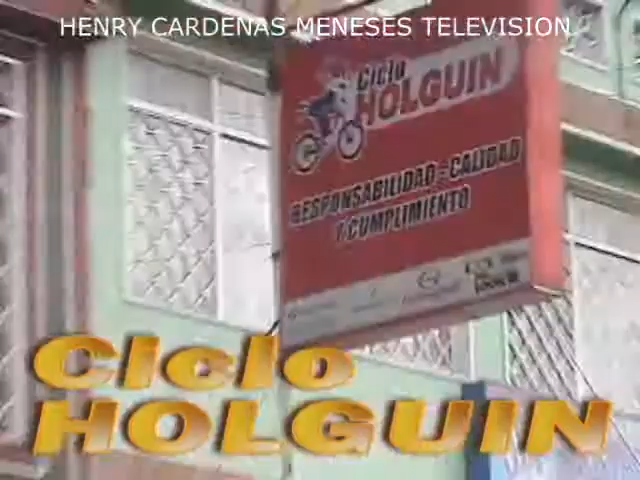 HENRY CARDENAS MENESES TELEVISION
Ciclo
HOLGUIN
RESPONSABILIDAD - CALIDAD
Y CUMPLIMIENTO
Ciclo
HOLGUIN